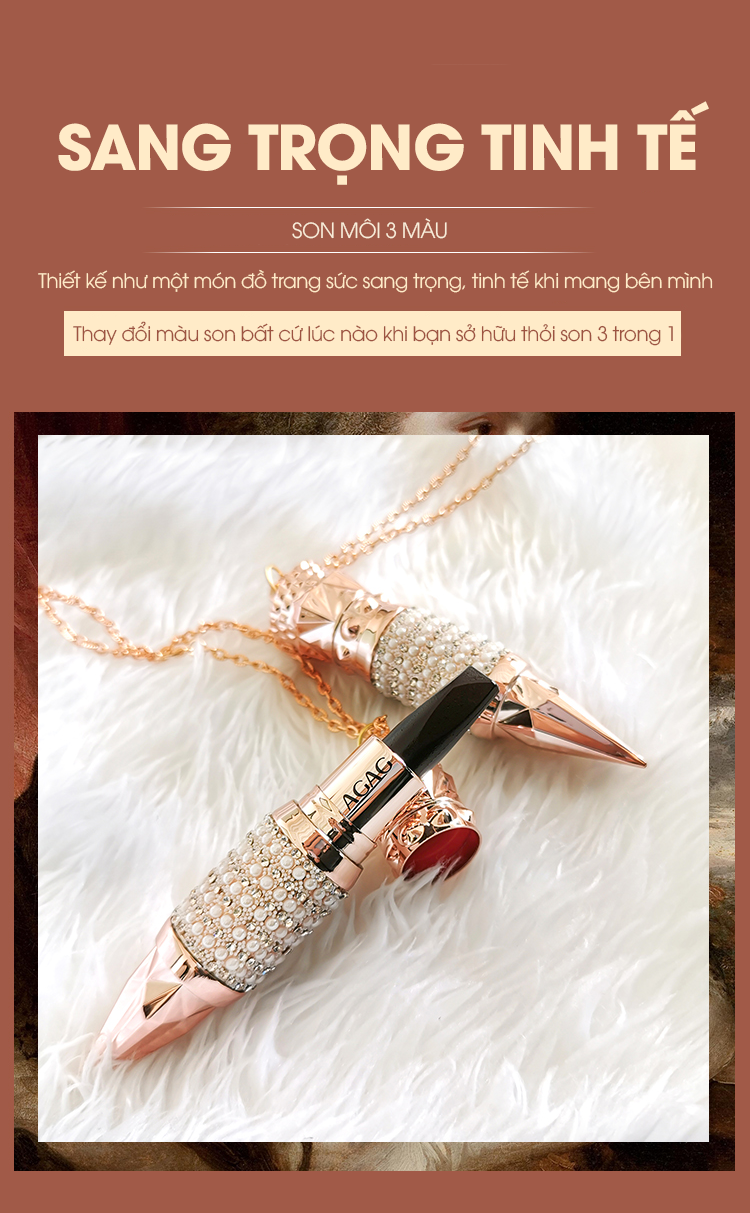 SANG TRỌNG TINH TẾ
SON MÔI 3 MÀU
Thiết kế như một món đồ trang sức sang trọng, tinh tế khi mang bên mình
Thay đổi màu son bất cứ lúc nào khi bạn sở hữu thỏi son 3 trong 1
AGAG